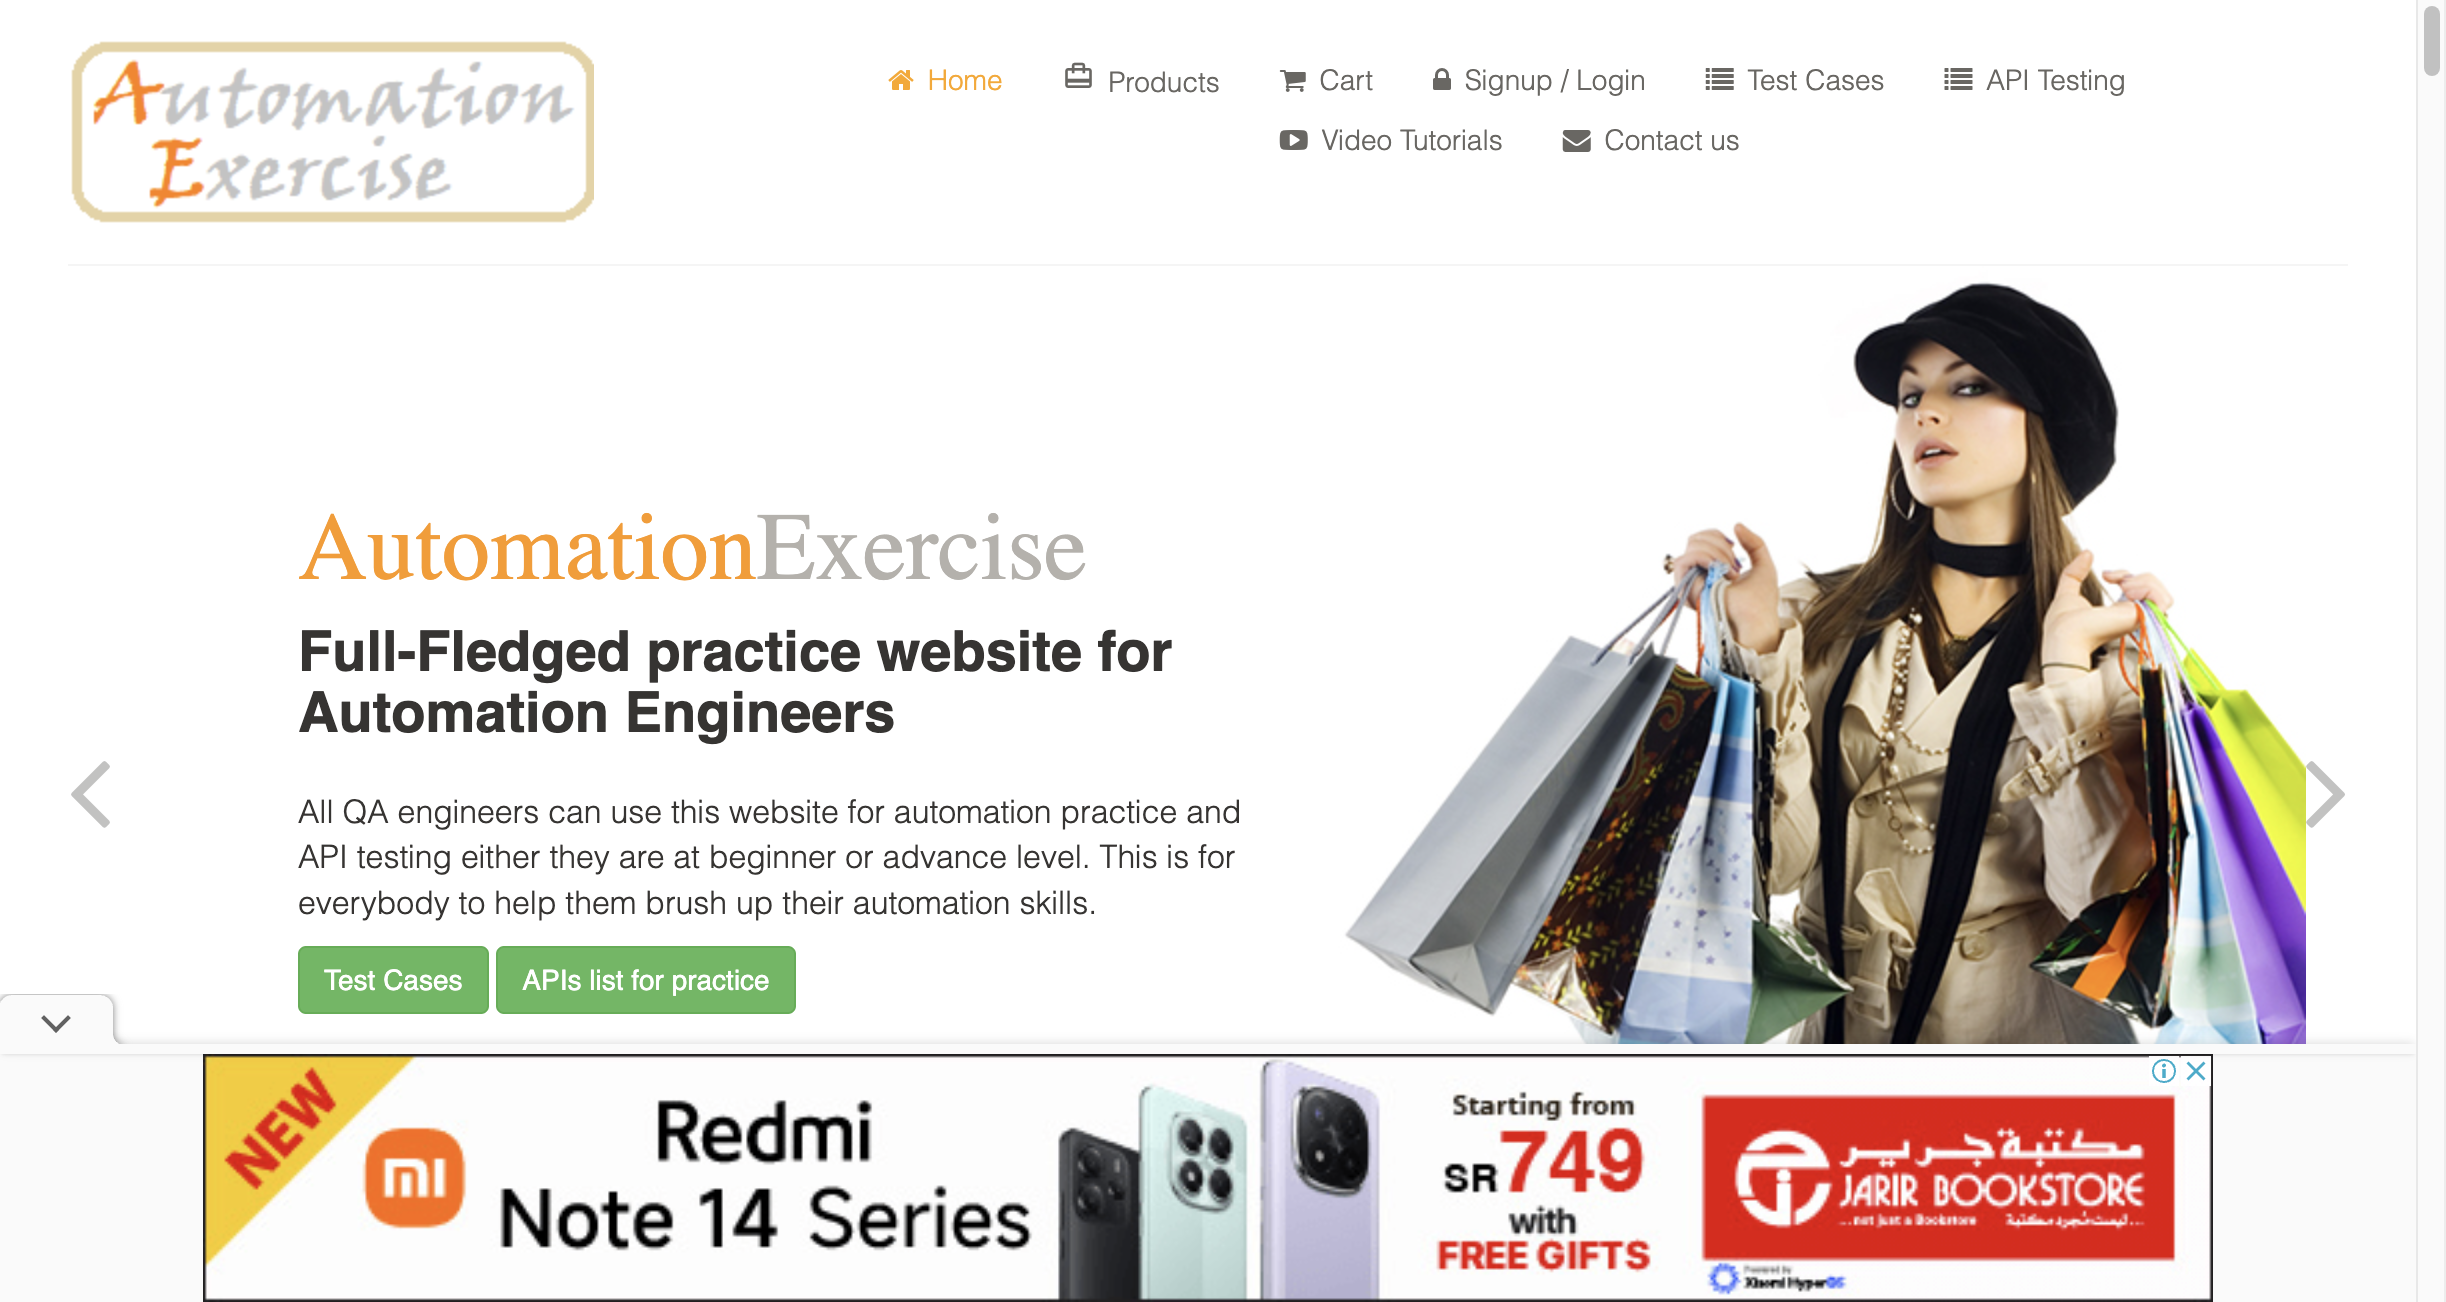 Automation
Exercise
Home
Products
Cart
Signup / Login
Test Cases
API Testing
Video Tutorials
Contact us
AutomationExercise
Full-Fledged practice website for
Automation Engineers
All QA engineers can use this website for automation practice and
API testing either they are at beginner or advance level. This is for
everybody to help them brush up their automation skills.
Test Cases
APIs list for practice
NEW
mi
Redmi
Note 14 Series
Starting from
SR 749
with
FREE GIFTS
مكتبة جرير
JARIR BOOKSTORE
...not just a Bookstore
ليست مجرد مكتبة...
Powered by
Xiaomi HyperOS